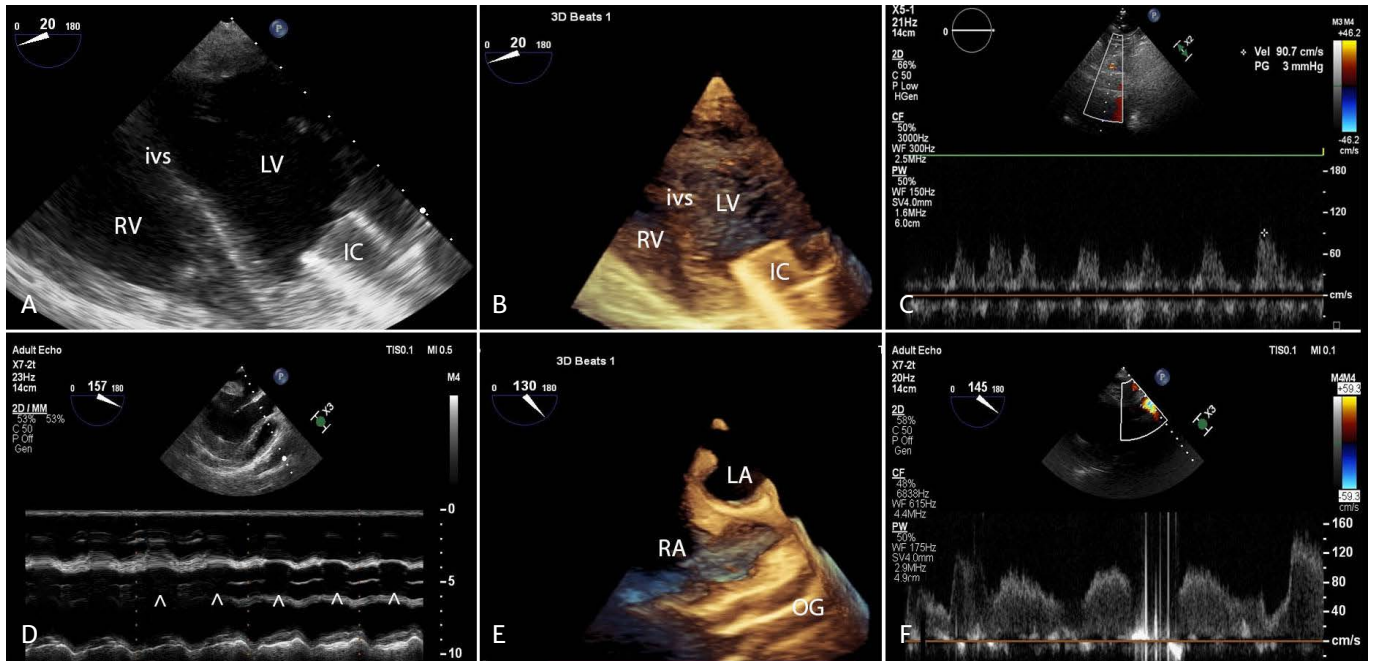 0 20 180
P
ivs
LV
RV
IC
A
3D Beats 1
0 20 180
ivs
LV
RV
IC
B
X5-1
21Hz
14cm
0
P
X2
M3 M4
+46.2
-46.2
cm/s
Vel 90.7 cm/s
PG 3 mmHg
2D
66%
C 50
P Low
HGen
CF
50%
3000Hz
WF 300Hz
2.5MHz
PW
50%
WF 150Hz
SV4.0mm
1.6MHz
6.0cm
180
120
60
cm/s
C
Adult Echo
TIS0.1 MI 0.5
X7-2t
23Hz
14cm
0 157 180
P
X3
M4
2D / MM
53% 53%
C 50
P Off
Gen
0
5
10
^ ^ ^ ^ ^
D
3D Beats 1
0 130 180
LA
RA
OG
E
Adult Echo
TIS0.1 MI 0.1
X7-2t
20Hz
14cm
0 145 180
P
X3
M4M4
+59.3
-59.3
cm/s
2D
58%
C 50
P Off
Gen
CF
48%
6838Hz
WF 615Hz
4.4MHz
PW
50%
WF 175Hz
SV4.0mm
2.9MHz
4.9cm
160
120
80
40
cm/s
F